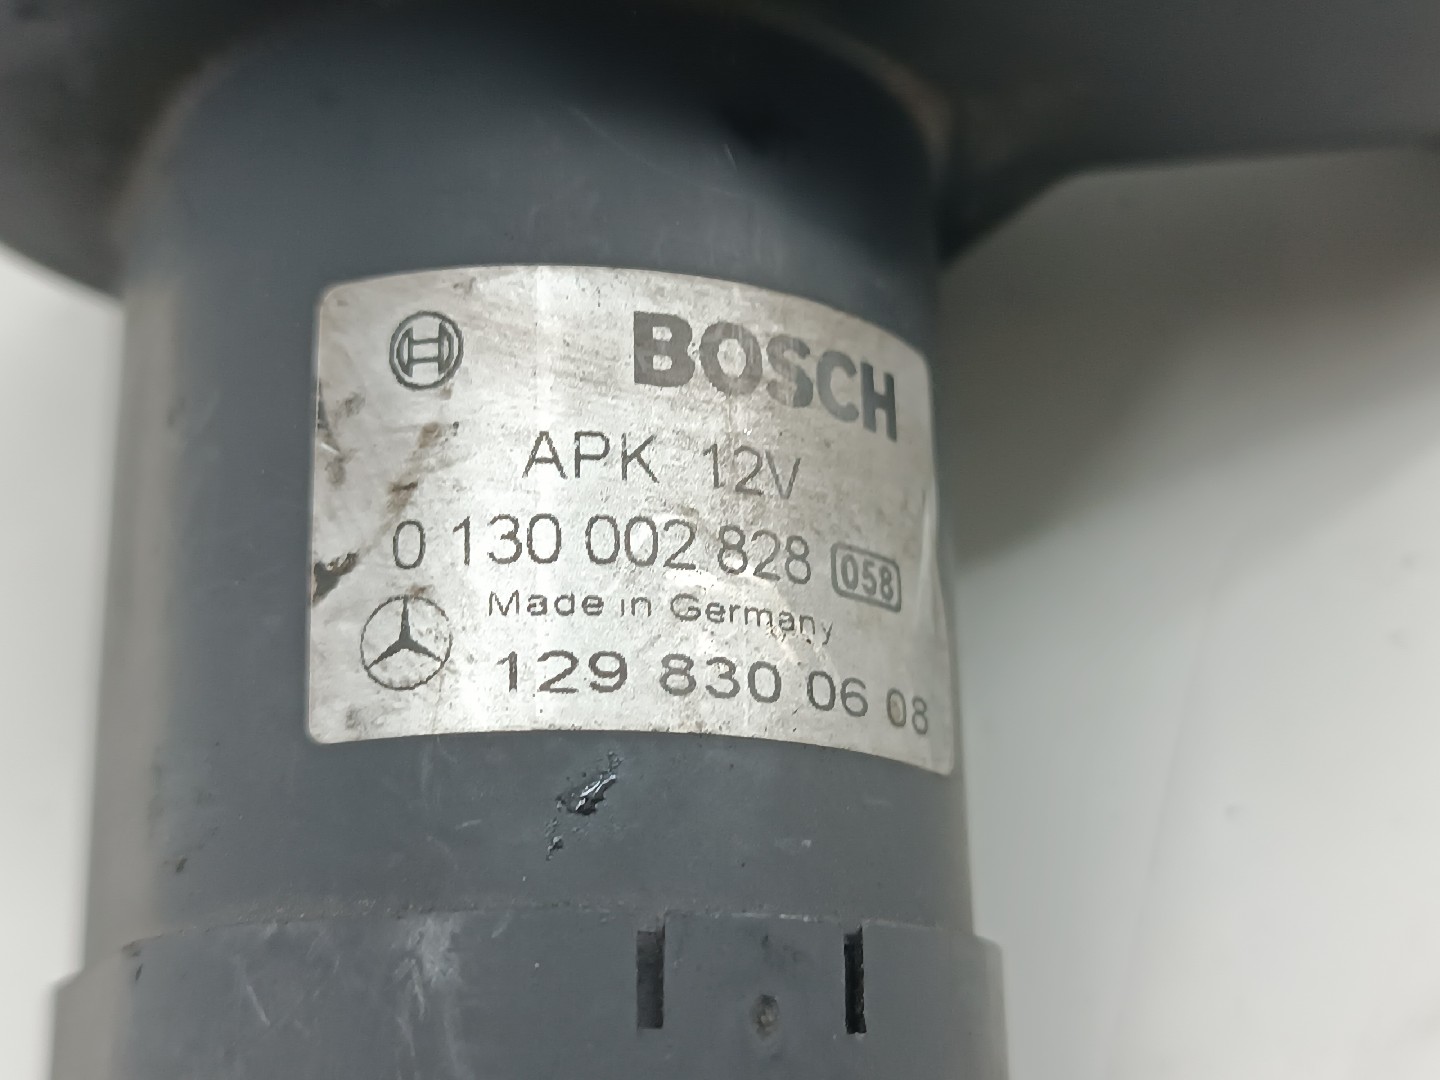 BOSCH
APK 12V
0 130 002 828 058
Made in Germany
129 830 06 08